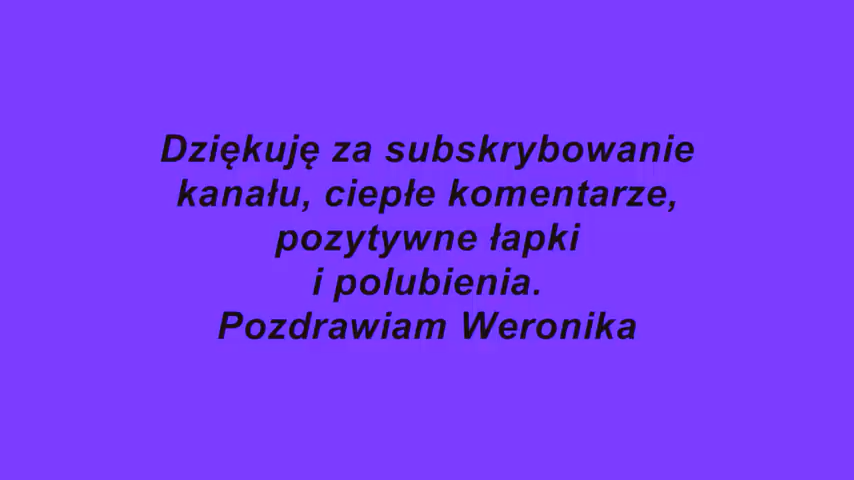 Dziękuję za subskrybowanie
kanału, ciepłe komentarze,
pozytywne łapki
i polubienia.
Pozdrawiam Weronika